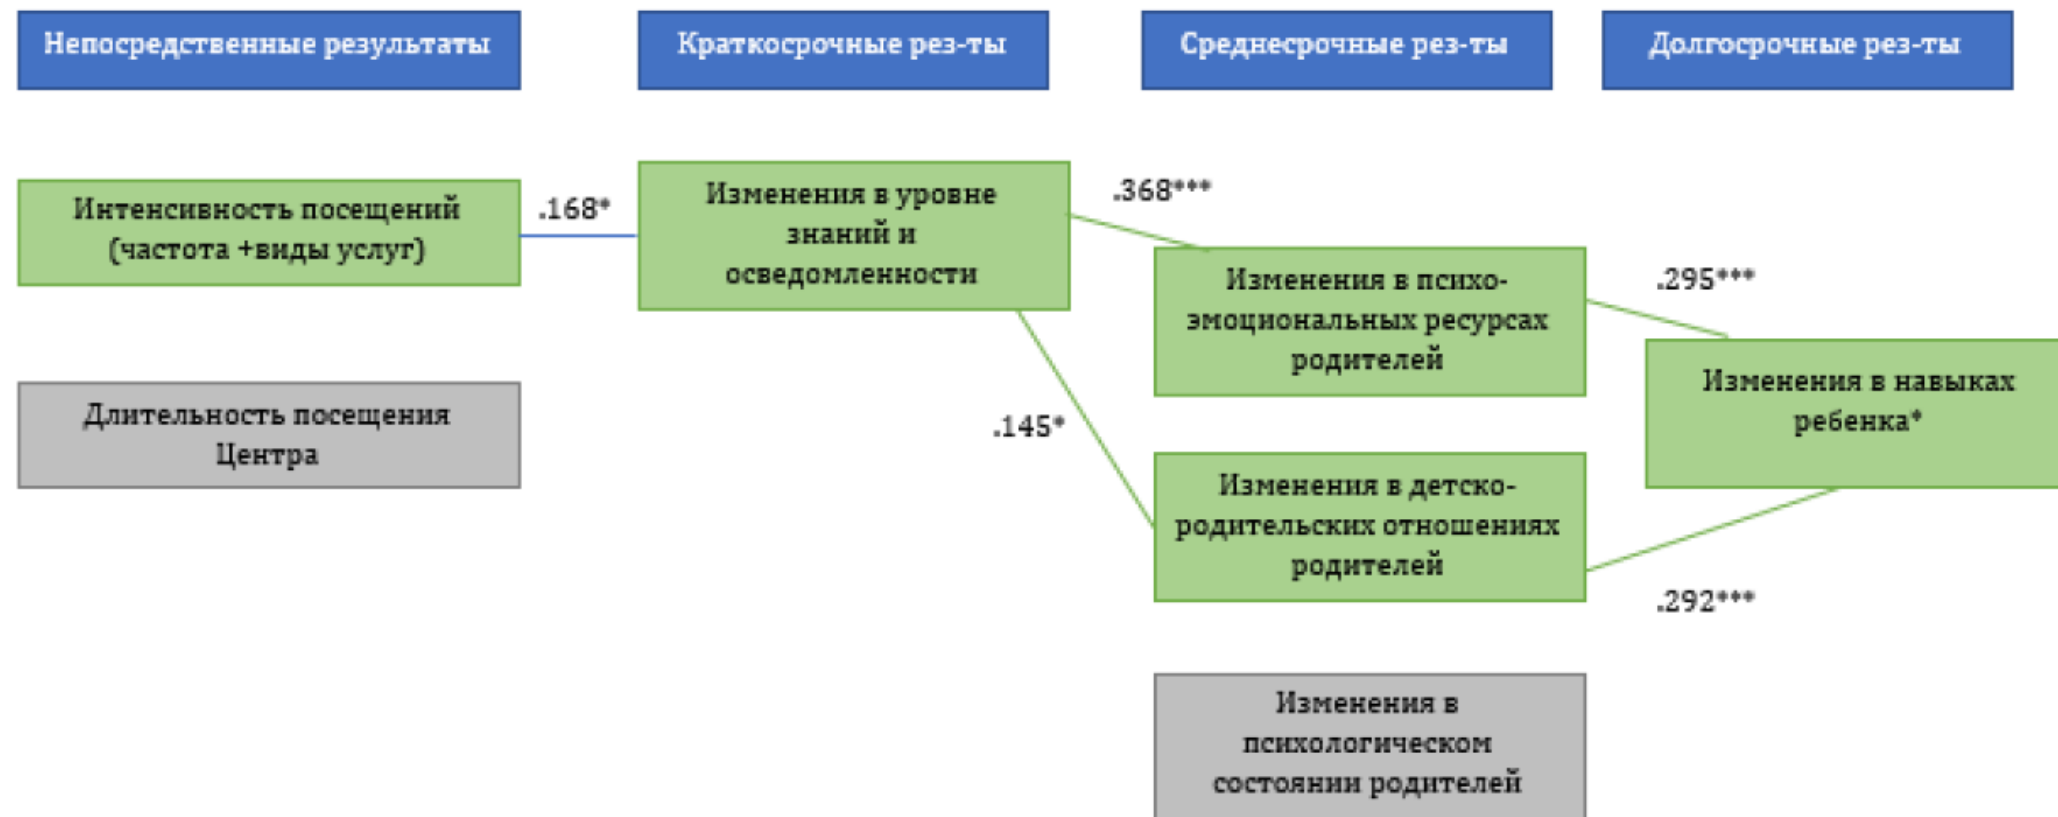 Непосредственные результаты
Краткосрочные рез-ты
Среднесрочные рез-ты
Долгосрочные рез-ты
Интенсивность посещений
(частота +виды услуг)
.168*
Изменения в уровне
знаний и
осведомленности
.368***
Изменения в психо-
эмоциональных ресурсах
родителей
.295***
Изменения в навыках
ребенка*
Длительность посещения
Центра
.145*
Изменения в детско-
родительских отношениях
родителей
.292***
Изменения в
психологическом
состоянии родителей